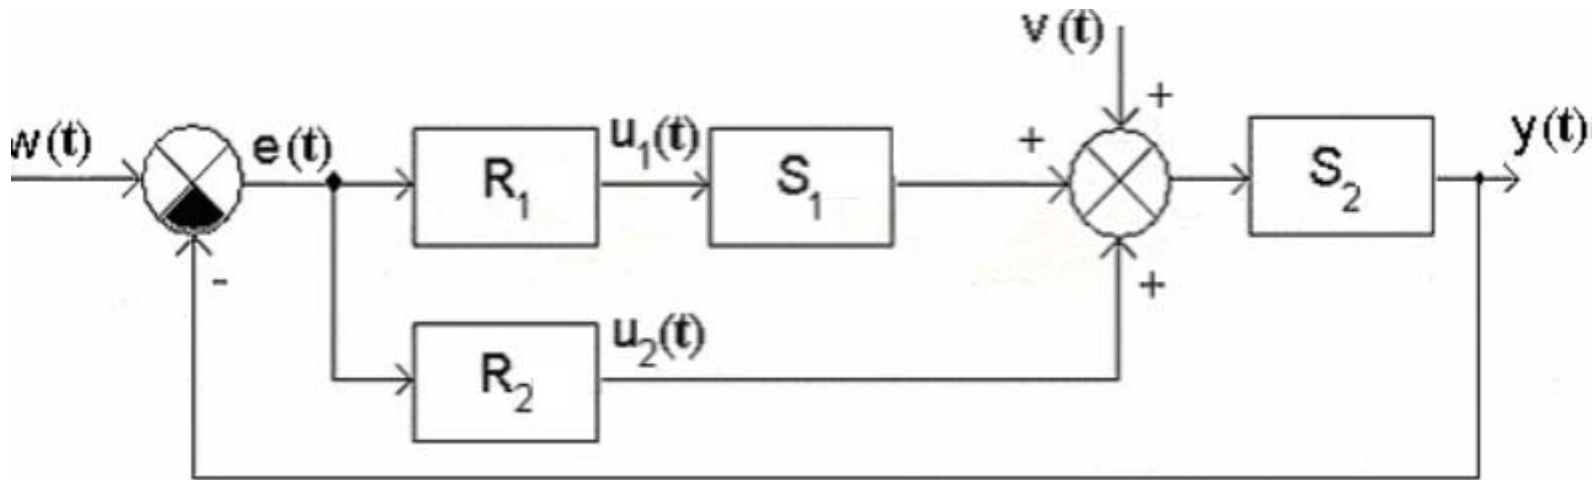 v(t)
+
w(t)
e(t)
R1
u1(t)
S1
+
S2
y(t)
-
+
R2
u2(t)